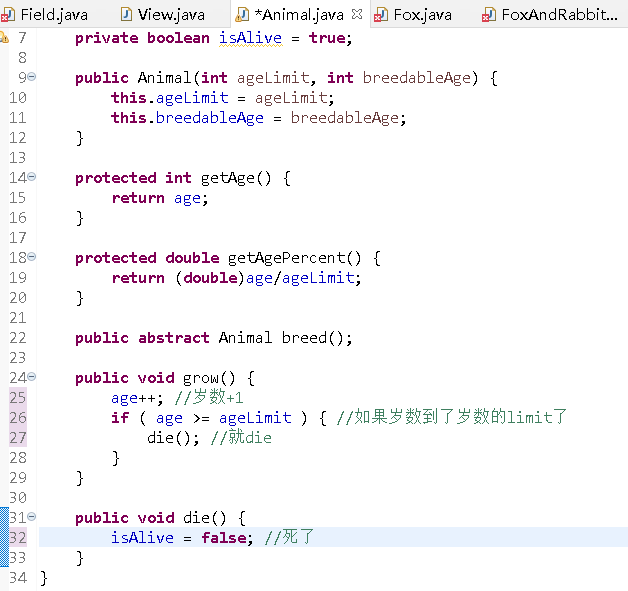 Field.java View.java *Animal.java Fox.java FoxAndRabbit...
7 private boolean isAlive = true;
8
9 public Animal(int ageLimit, int breedableAge) {
10 this.ageLimit = ageLimit;
11 this.breedableAge = breedableAge;
12 }
13
14 protected int getAge() {
15 return age;
16 }
17
18 protected double getAgePercent() {
19 return (double)age/ageLimit;
20 }
21
22 public abstract Animal breed();
23
24 public void grow() {
25 age++; //岁数+1
26 if ( age >= ageLimit ) { //如果岁数到了岁数的limit了
27 die(); //就die
28 }
29 }
30
31 public void die() {
32 isAlive = false; //死了
33 }
34 }